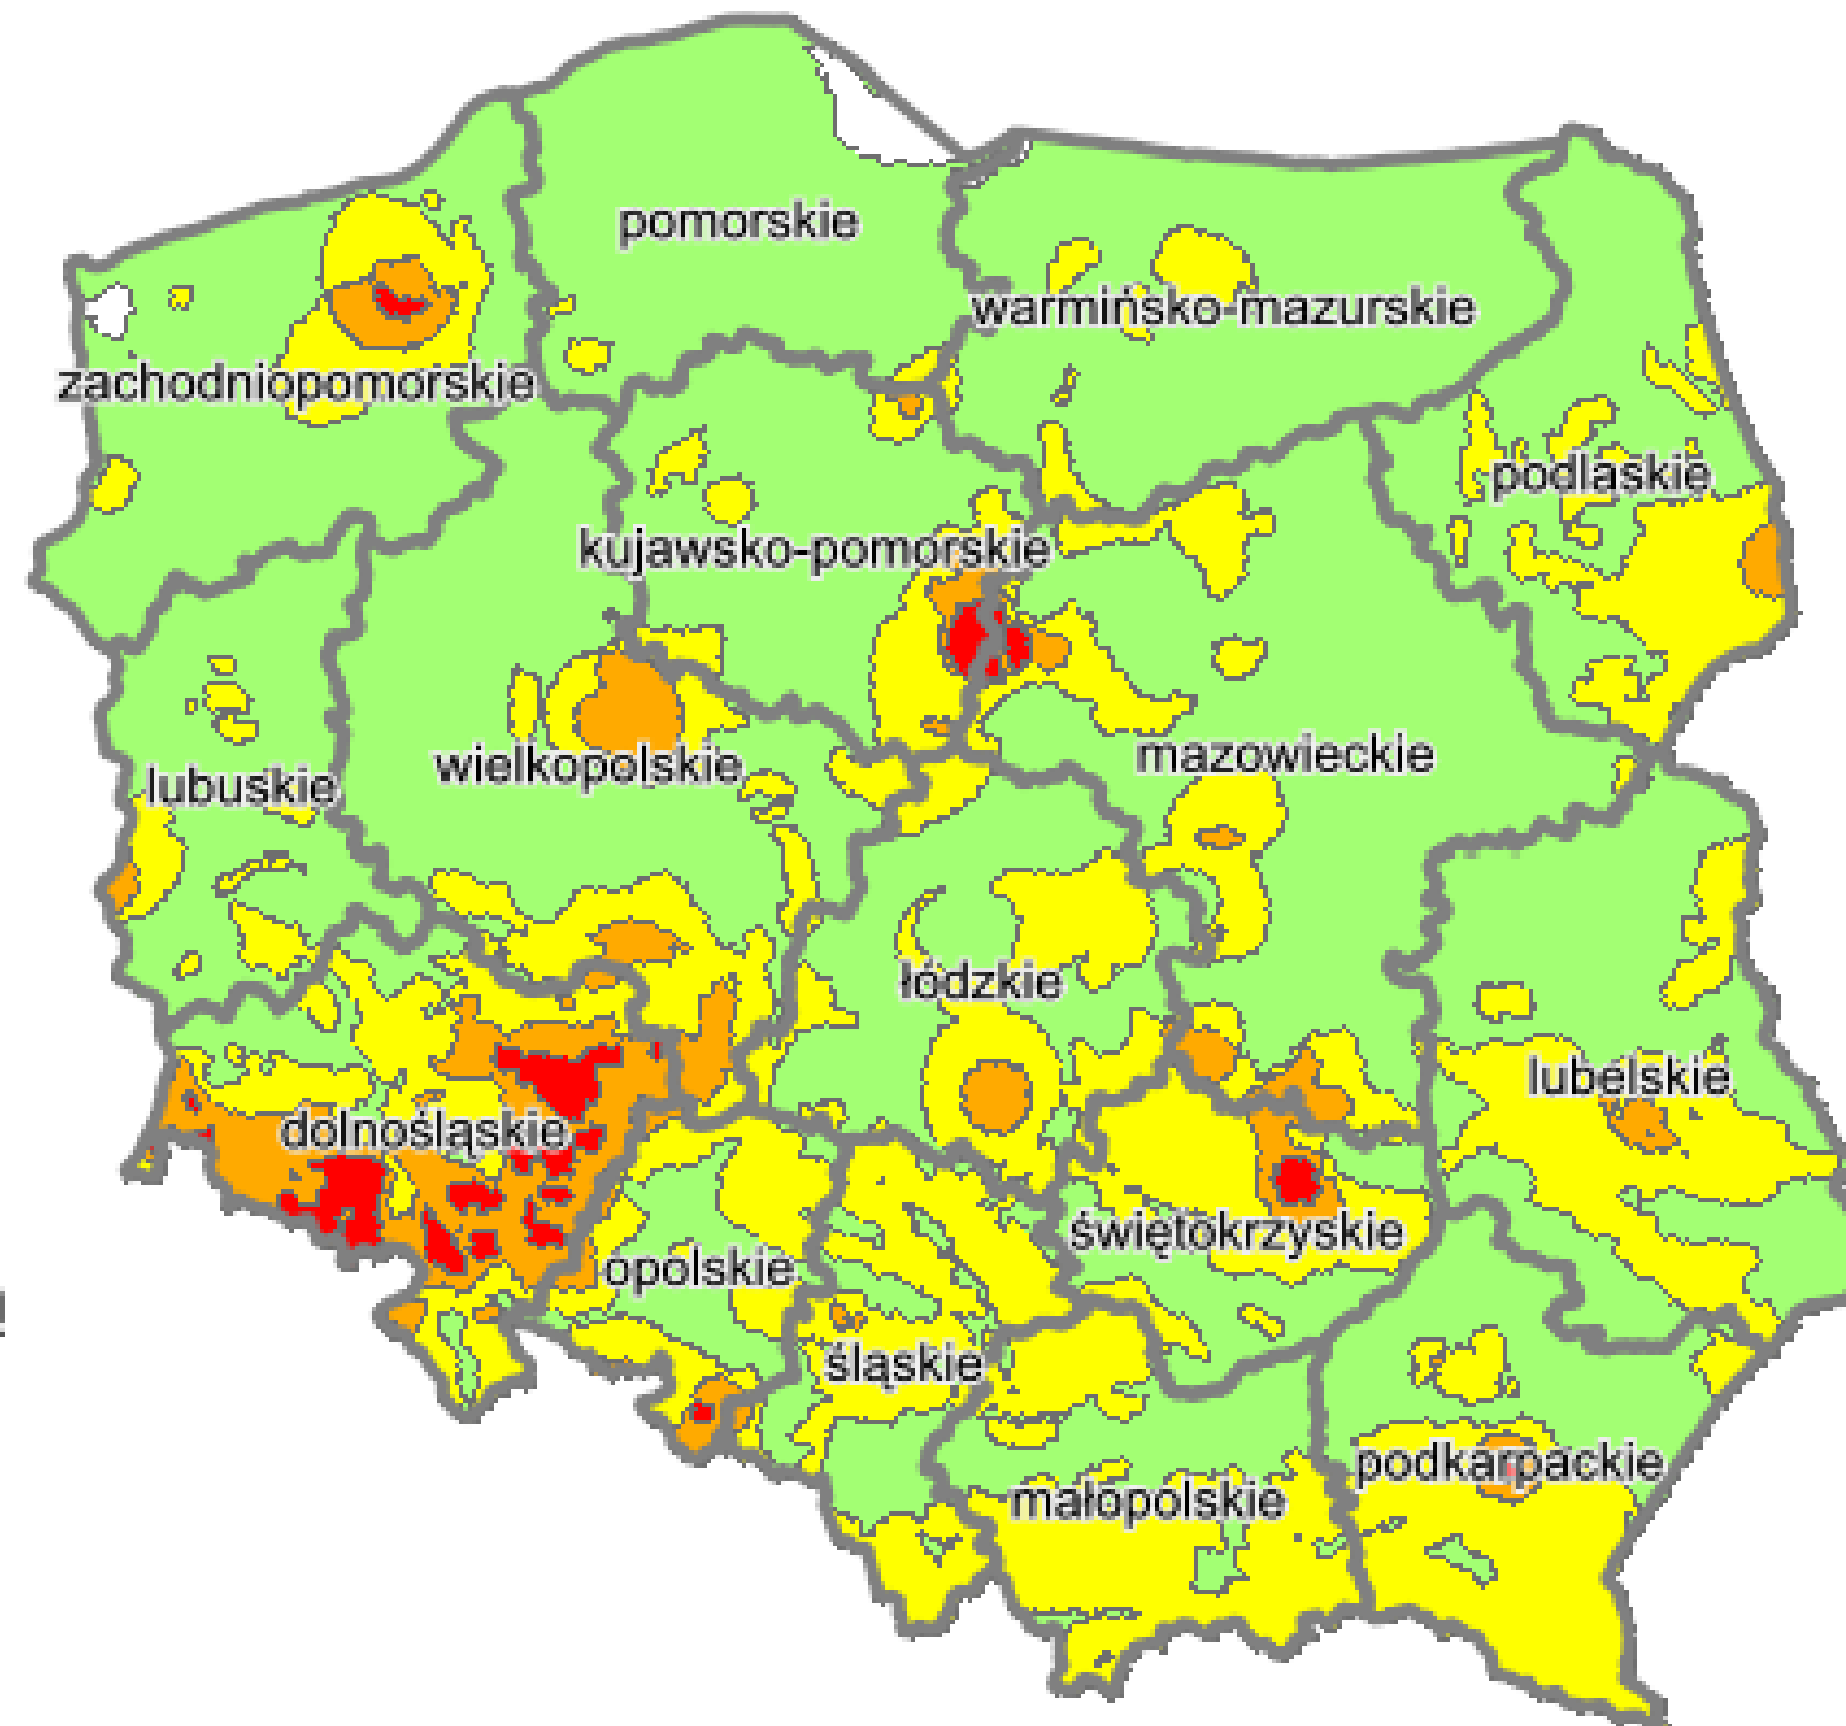 pomorskie
warmińsko-mazurskie
zachodniopomorskie
podlaskie
kujawsko-pomorskie
mazowieckie
wielkopolskie
lubuskie
łódzkie
lubelskie
dolnośląskie
świętokrzyskie
opolskie
śląskie
podkarpackie
małopolskie